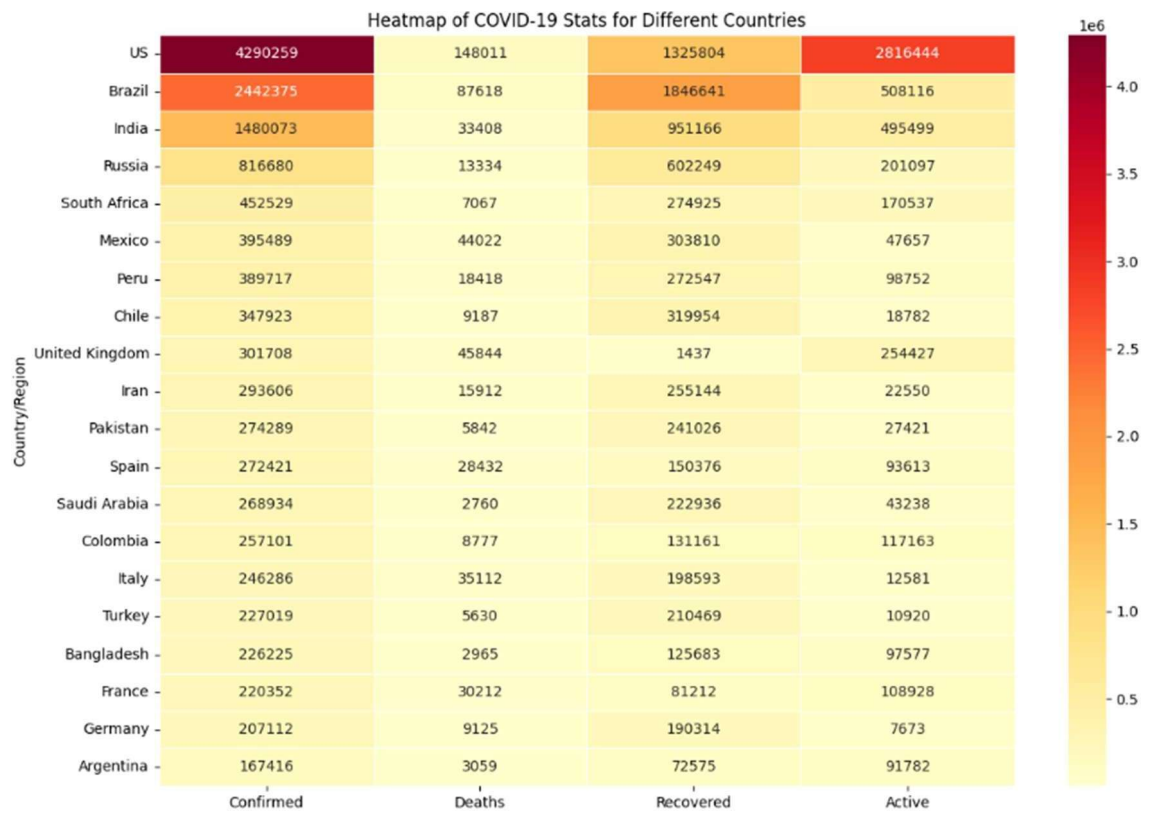 Heatmap of COVID-19 Stats for Different Countries
1e6
US 4290259 148011 1325804 2816444
Brazil 2442375 87618 1846641 508116
India 1480073 33408 951166 495499
Russia 816680 13334 602249 201097
South Africa 452529 7067 274925 170537
Mexico 395489 44022 303810 47657
Peru 389717 18418 272547 98752
Chile 347923 9187 319954 18782
United Kingdom 301708 45844 1437 254427
Iran 293606 15912 255144 22550
Pakistan 274289 5842 241026 27421
Spain 272421 28432 150376 93613
Saudi Arabia 268934 2760 222936 43238
Colombia 257101 8777 131161 117163
Italy 246286 35112 198593 12581
Turkey 227019 5630 210469 10920
Bangladesh 226225 2965 125683 97577
France 220352 30212 81212 108928
Germany 207112 9125 190314 7673
Argentina 167416 3059 72575 91782
Confirmed Deaths Recovered Active
Country/Region
4.0
3.5
3.0
2.5
2.0
1.5
1.0
0.5